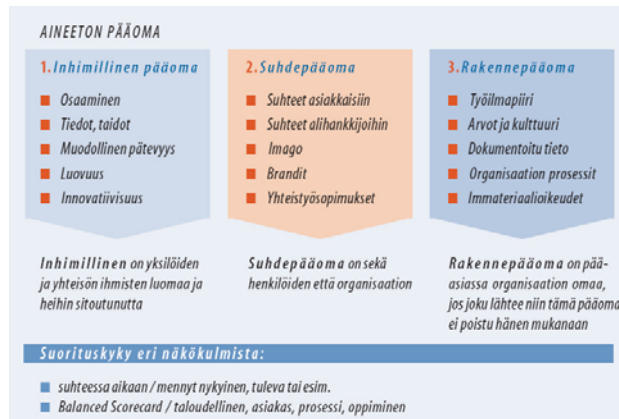 AINEETON PÄÄOMA
1. Inhimillinen pääoma
Osaaminen
Tiedot, taidot
Muodollinen pätevyys
Luovuus
Innovatiivisuus
Inhimillinen on yksilöiden
ja yhteisön ihmisten luomaa ja
heihin sitoutunutta
2. Suhdepääoma
Suhteet asiakkaisiin
Suhteet alihankkijoihin
Imago
Brandit
Yhteistyösopimukset
Suhdepääoma on sekä
henkilöiden että organisaation
3. Rakennepääoma
Työilmapiiri
Arvot ja kulttuuri
Dokumentoitu tieto
Organisaation prosessit
Immateriaalioikeudet
Rakennepääoma on pää-
asiassa organisaation omaa,
jos joku lähtee niin tämä pääoma
ei poistu hänen mukanaan
Suorituskyky eri näkökulmista:
suhteessa aikaan / mennyt nykyinen, tuleva tai esim.
Balanced Scorecard / taloudellinen, asiakas, prosessi, oppiminen